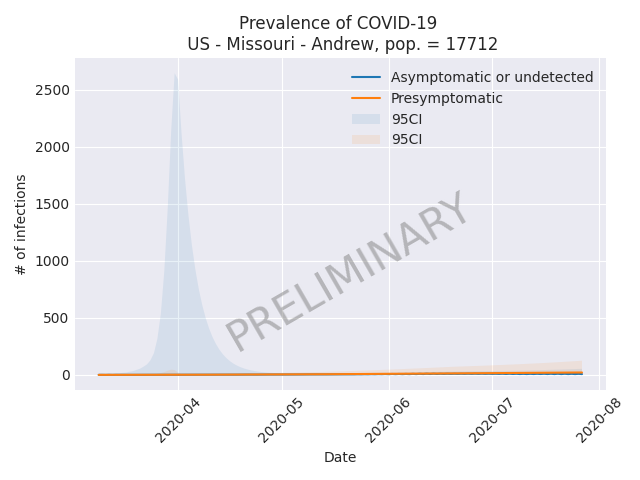 Prevalence of COVID-19
US - Missouri - Andrew, pop. = 17712
Asymptomatic or undetected
Presymptomatic
95CI
95CI
2500
2000
1500
1000
500
0
# of infections
PRELIMINARY
2020-04
2020-05
2020-06
2020-07
2020-08
Date